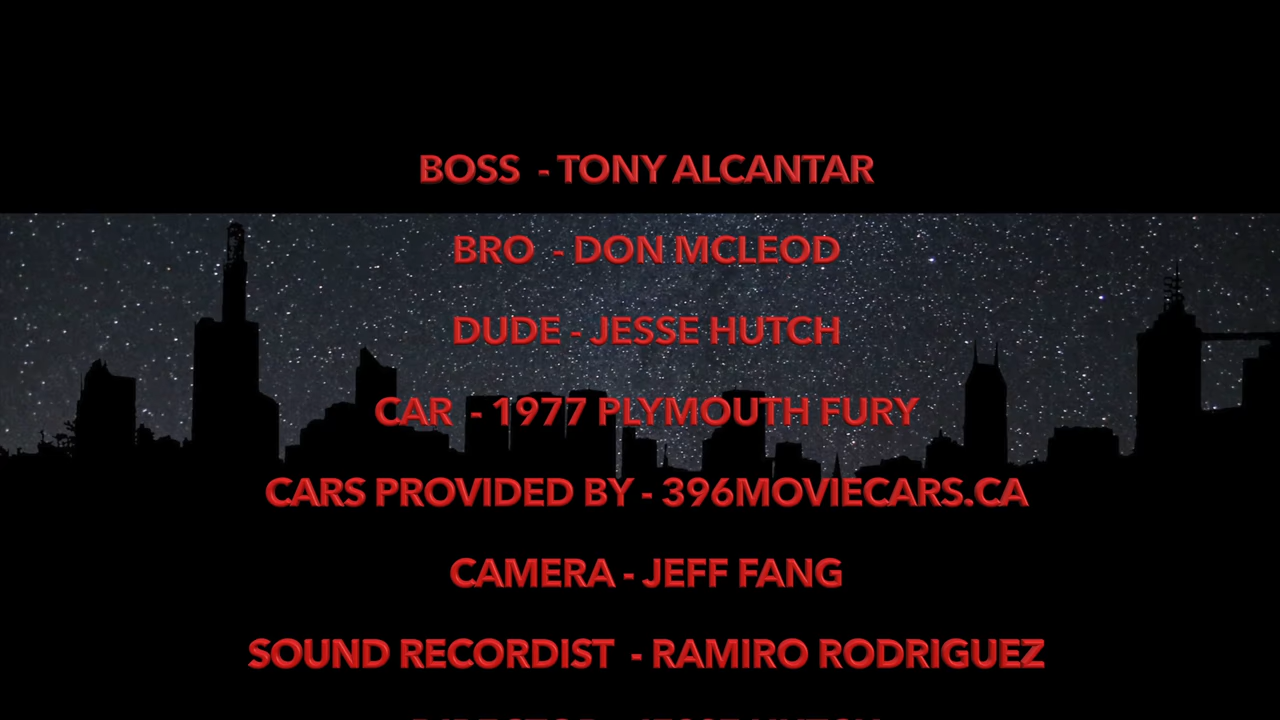 BOSS  - TONY ALCANTAR
BRO  - DON MCLEOD
DUDE - JESSE HUTCH
CAR  - 1977 PLYMOUTH FURY
CARS PROVIDED BY - 396MOVIECARS.CA
CAMERA - JEFF FANG
SOUND RECORDIST  - RAMIRO RODRIGUEZ